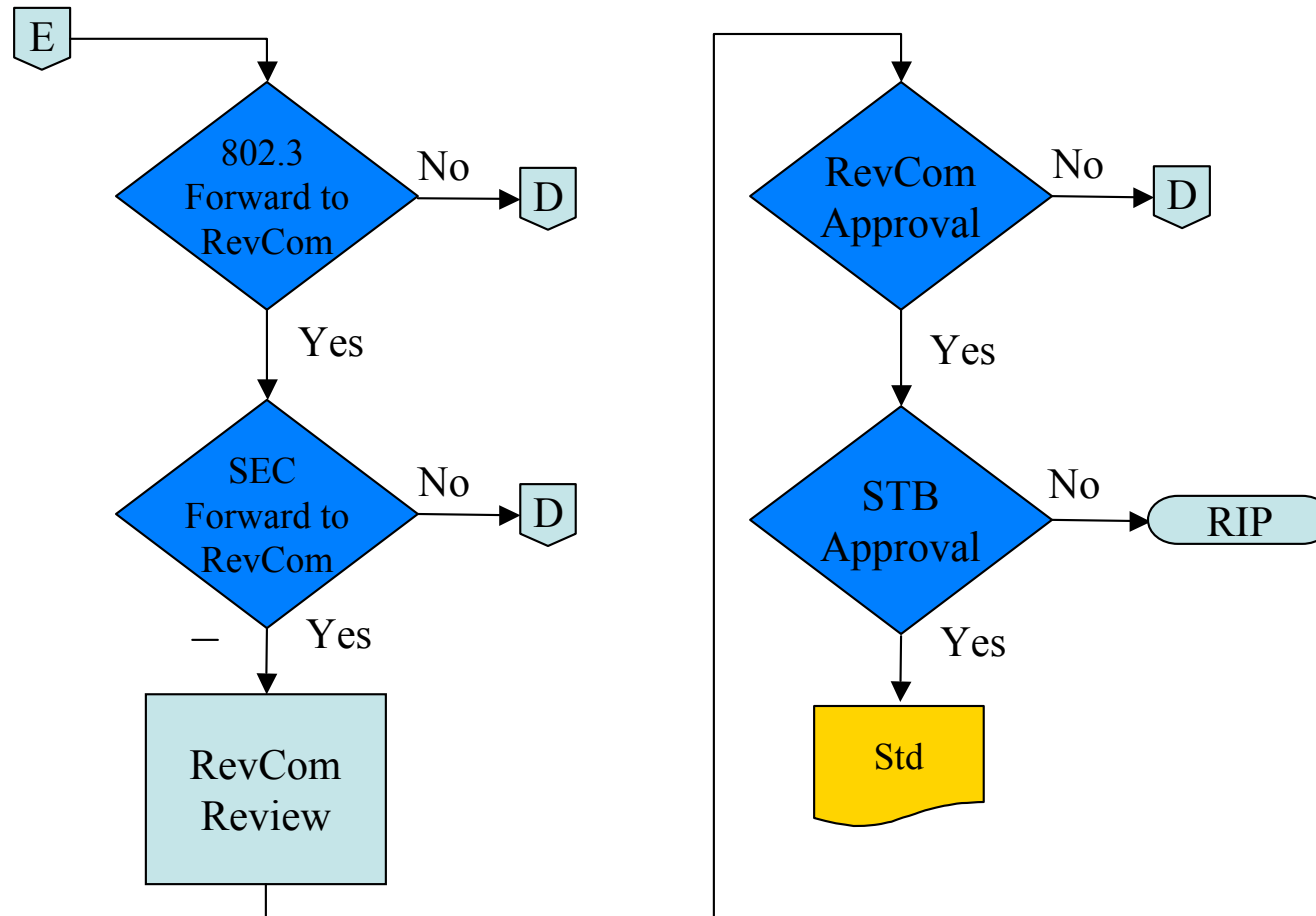 E
802.3
Forward to
RevCom
No
D
Yes
SEC
Forward to
RevCom
No
D
–
Yes
RevCom
Review
RevCom
Approval
No
D
Yes
STB
Approval
No
RIP
Yes
Std